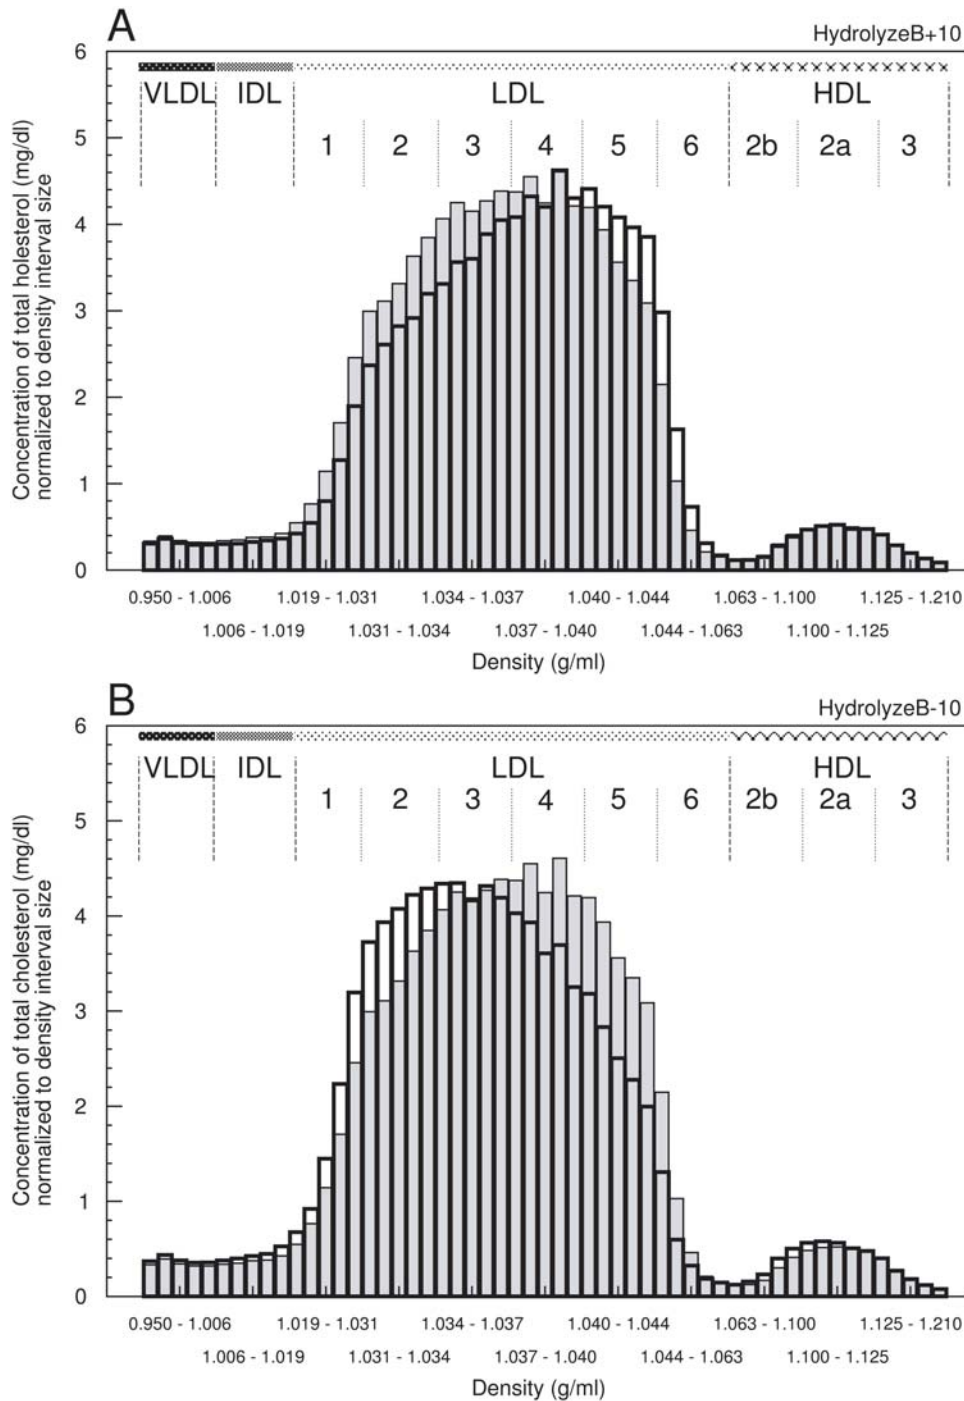 A
HydrolyzeB+10
6
VLDL IDL LDL HDL
1 2 3 4 5 6 2b 2a 3
5
4
3
2
1
0
Concentration of total holesterol (mg/dl)
normalized to density interval size
0.950 - 1.006 1.019 - 1.031 1.034 - 1.037 1.040 - 1.044 1.063 - 1.100 1.125 - 1.210
1.006 - 1.019 1.031 - 1.034 1.037 - 1.040 1.044 - 1.063 1.100 - 1.125
Density (g/ml)
B
HydrolyzeB-10
6
VLDL IDL LDL HDL
1 2 3 4 5 6 2b 2a 3
5
4
3
2
1
0
Concentration of total cholesterol (mg/dl)
normalized to density interval size
0.950 - 1.006 1.019 - 1.031 1.034 - 1.037 1.040 - 1.044 1.063 - 1.100 1.125 - 1.210
1.006 - 1.019 1.031 - 1.034 1.037 - 1.040 1.044 - 1.063 1.100 - 1.125
Density (g/ml)